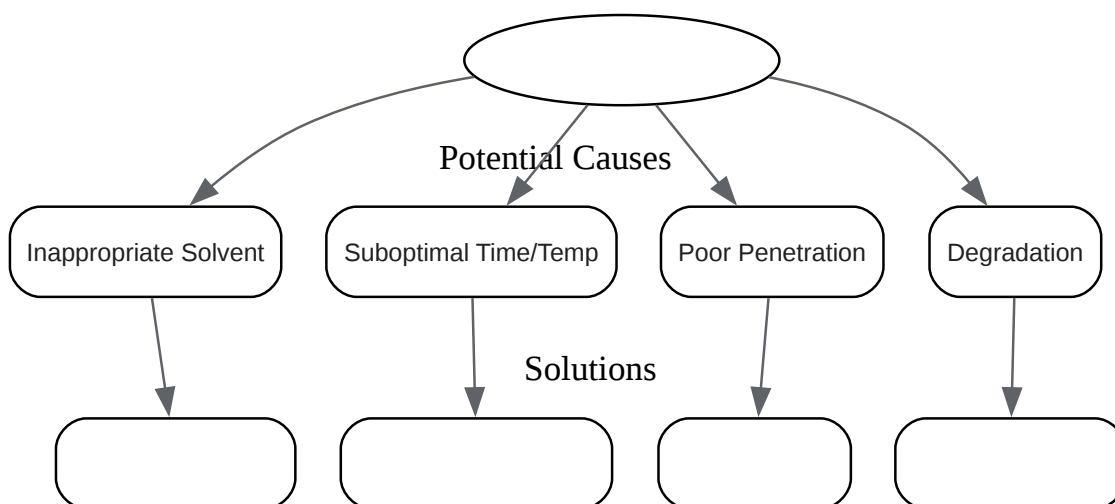 Potential Causes
Inappropriate Solvent
Suboptimal Time/Temp
Poor Penetration
Degradation
Solutions